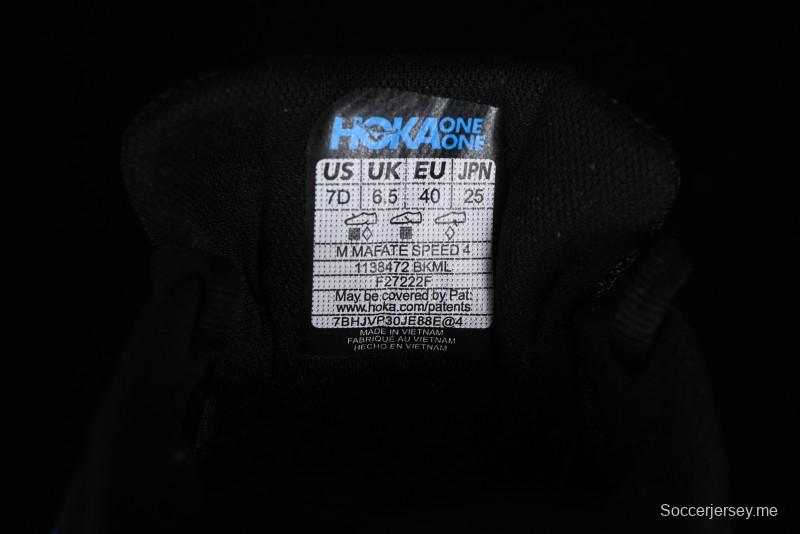 HOKA ONE ONE
US UK EU JPN
7D 6.5 40 25
M MAFATE SPEED 4
1138472 BKML
F27222F
May be covered by Pat:
www.hoka.com/patents
7BHJVP30JE88E@4
MADE IN VIETNAM
FABRIQUÉ AU VIETNAM
HECHO EN VIETNAM
Soccerjersey.me